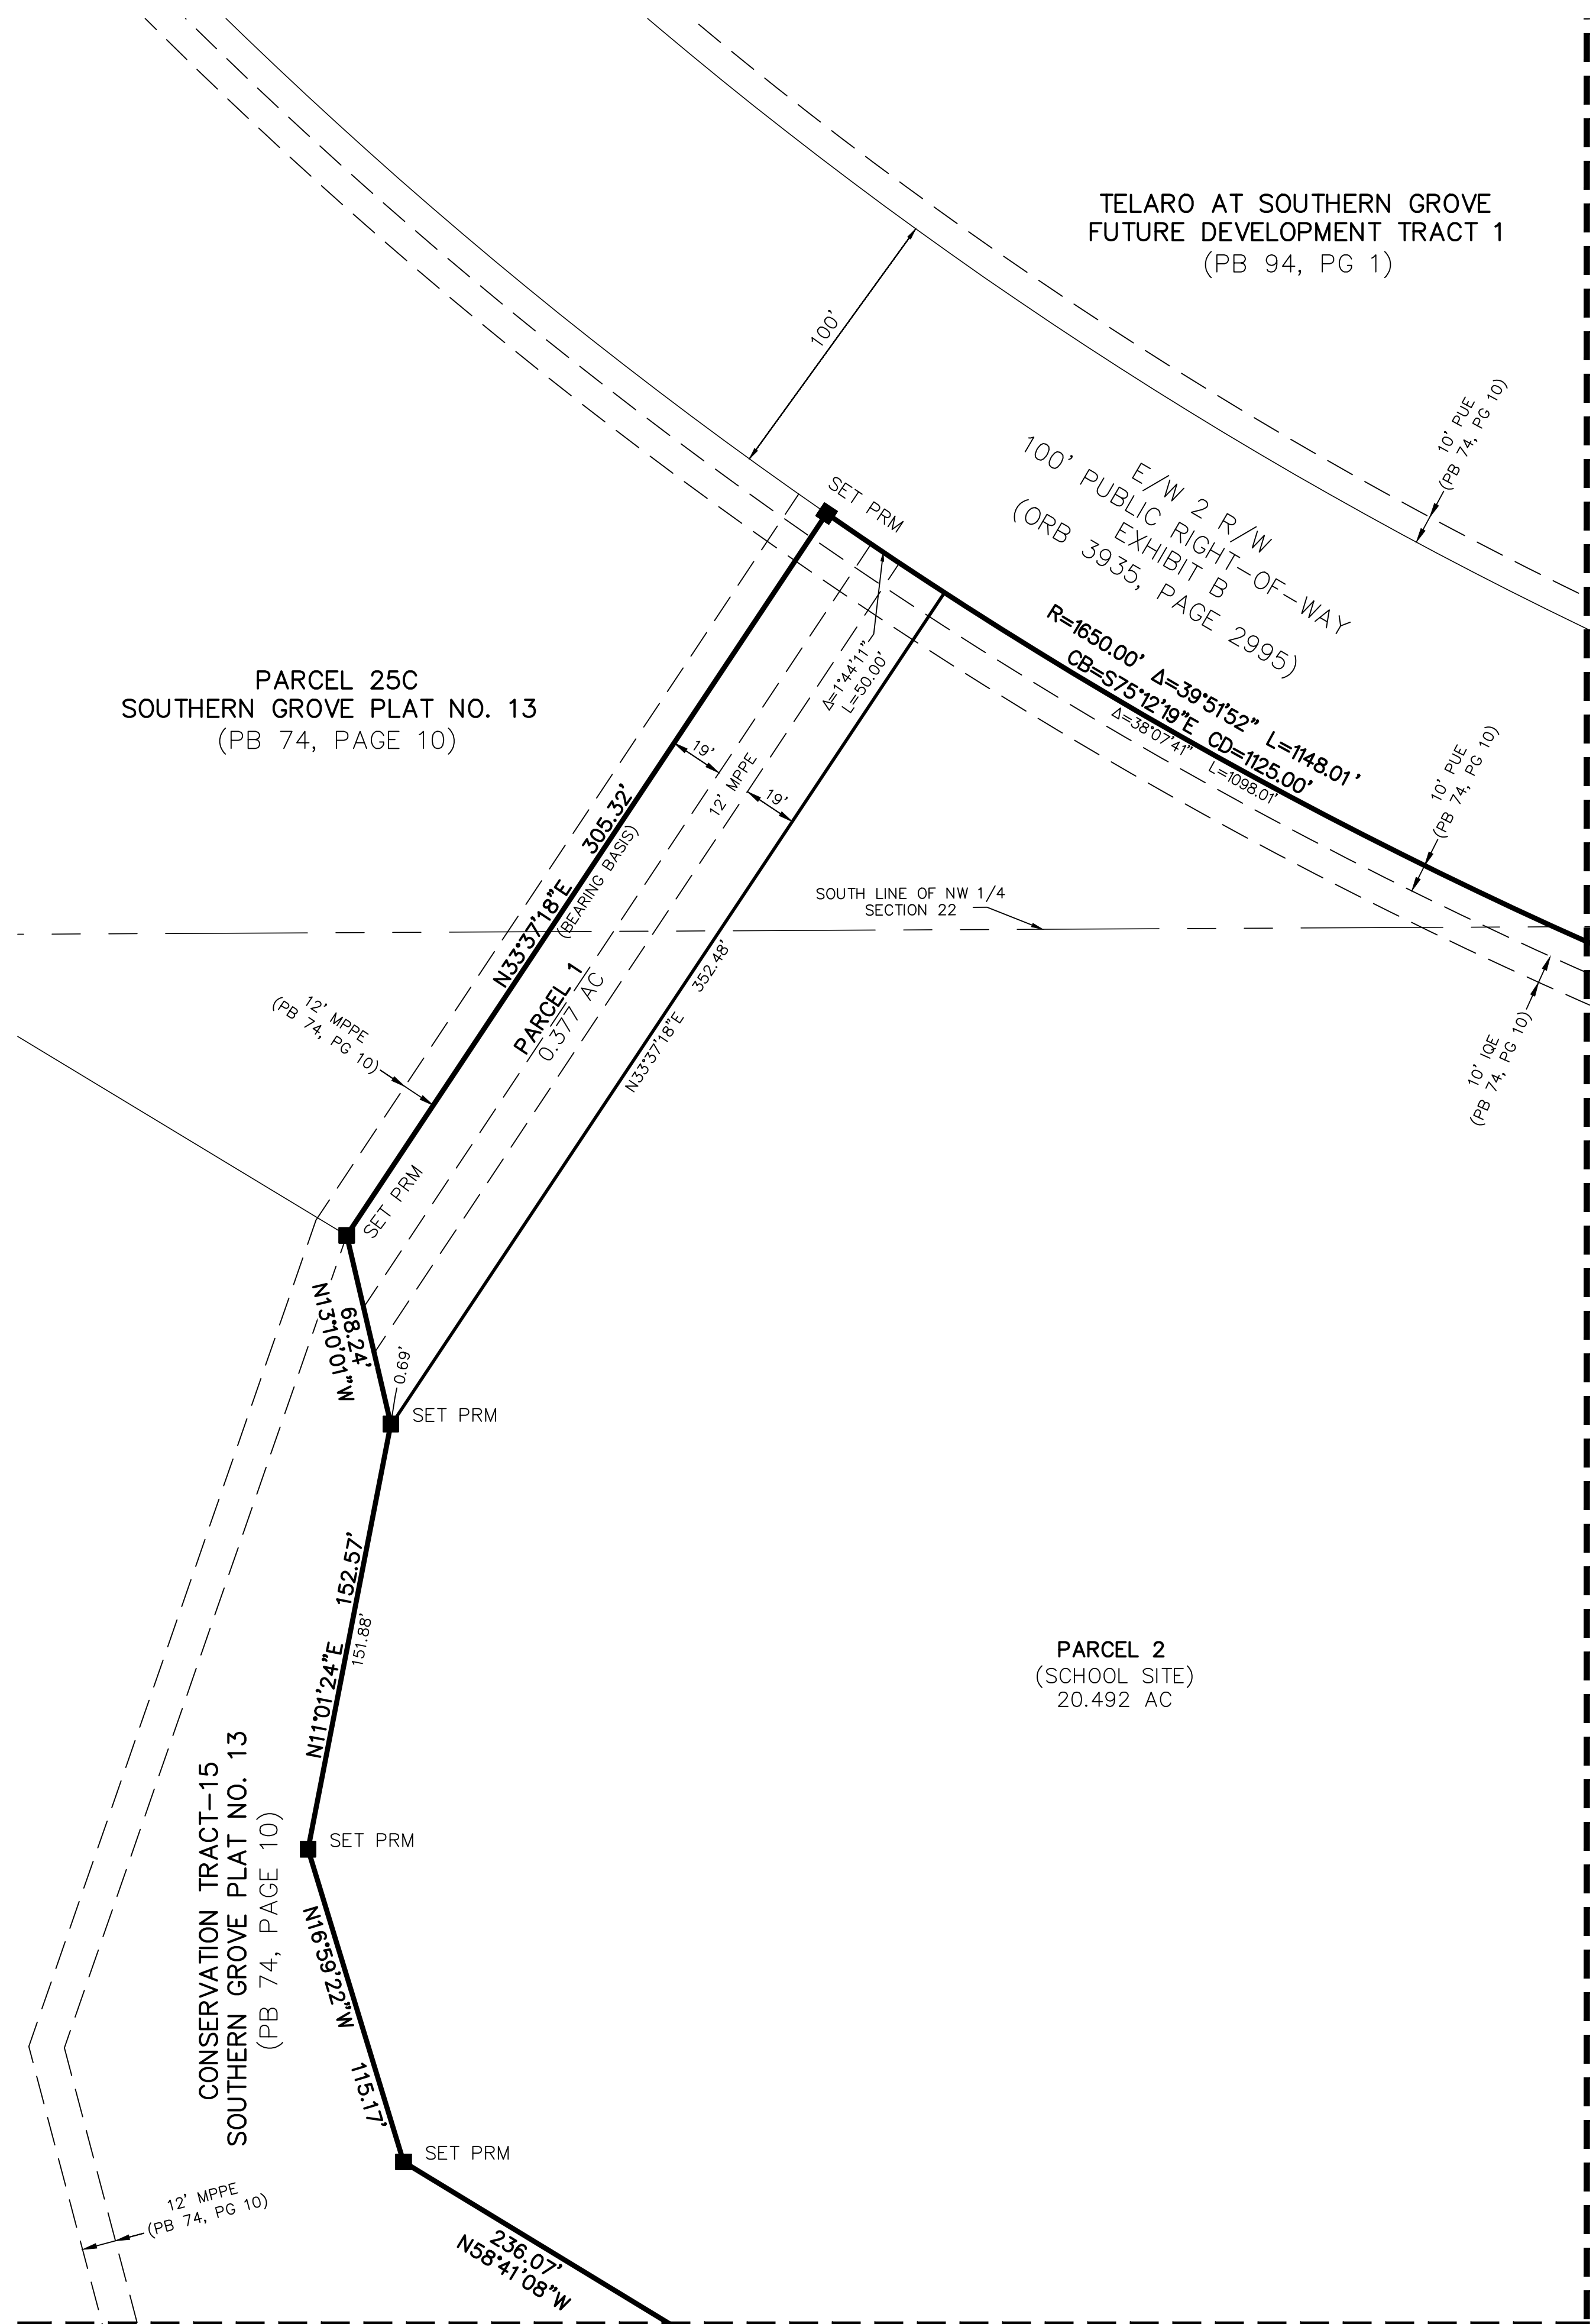 TELARO AT SOUTHERN GROVE
FUTURE DEVELOPMENT TRACT 1
(PB 94, PG 1)
100'
10' PUE
(PB 74, PG 10)
E/W 2 R/W
100' PUBLIC RIGHT-OF-WAY
EXHIBIT B
(ORB 3935, PAGE 2995)
SET PRM
R=1650.00' Δ=39°51'52" L=1148.01'
CB=S75°12'19"E CD=1125.00'
Δ=38°07'41" L=1098.01'
Δ=1°44'11"
L=50.00'
PARCEL 25C
SOUTHERN GROVE PLAT NO. 13
(PB 74, PAGE 10)
19'
12' MPPE
19'
10' PUE
(PB 74, PG 10)
N33°37'18"E 305.32'
(BEARING BASIS)
SOUTH LINE OF NW 1/4
SECTION 22
PARCEL 1
0.377 AC
N33°37'18"E 352.48'
12' MPPE
(PB 74, PG 10)
10' IQE
(PB 74, PG 10)
SET PRM
68.24'
N13°10'01"W
0.69'
SET PRM
N11°01'24"E 152.57'
151.88'
PARCEL 2
(SCHOOL SITE)
20.492 AC
SET PRM
CONSERVATION TRACT-15
SOUTHERN GROVE PLAT NO. 13
(PB 74, PAGE 10)
N16°59'22"W 115.17'
SET PRM
12' MPPE
(PB 74, PG 10)
236.07'
N58°41'08"W